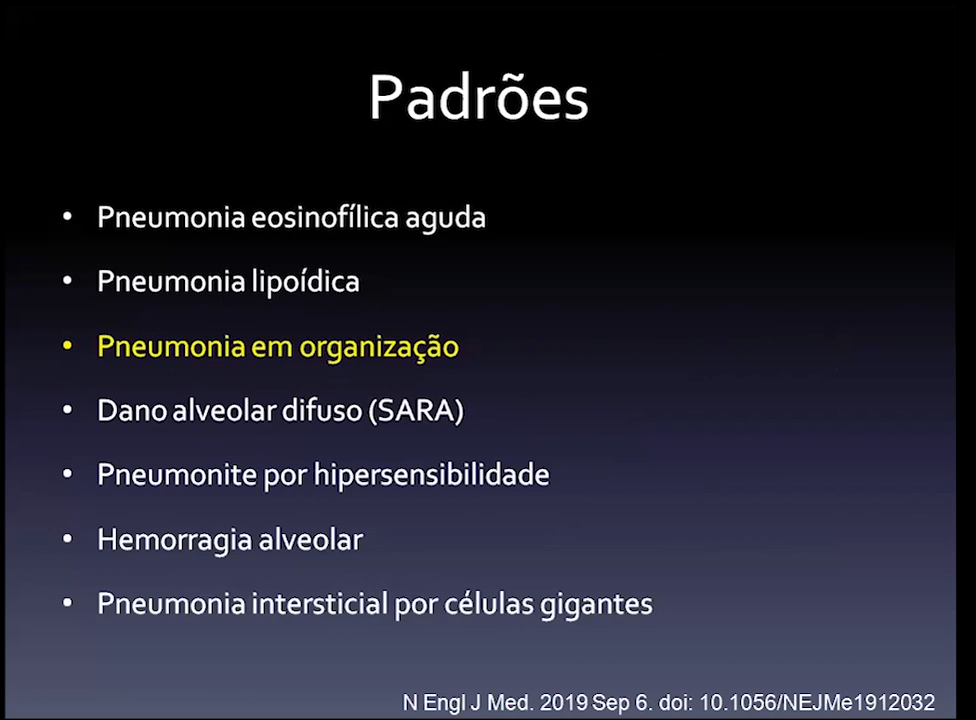 Padrões
• Pneumonia eosinofílica aguda
• Pneumonia lipoídica
• Pneumonia em organização
• Dano alveolar difuso (SARA)
• Pneumonite por hipersensibilidade
• Hemorragia alveolar
• Pneumonia intersticial por células gigantes
N Engl J Med. 2019 Sep 6. doi: 10.1056/NEJMe1912032